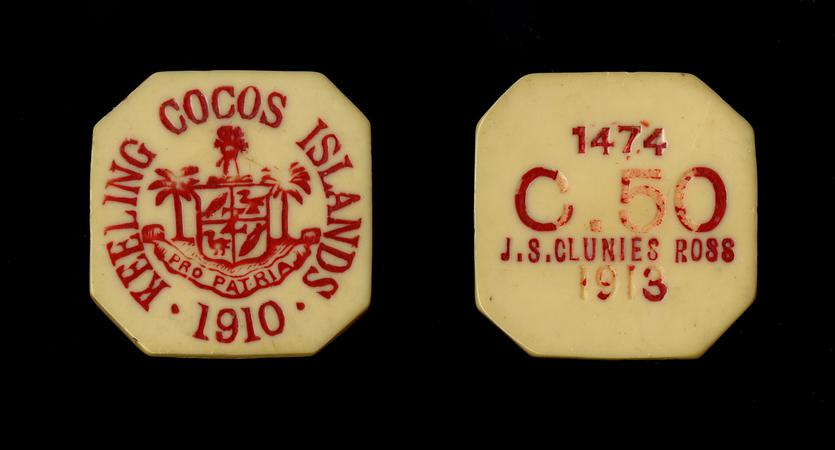 KEELING COCOS ISLANDS
PRO PATRIA
· 1910 ·
1474
C.50
J.S.CLUNIES ROSS
1913